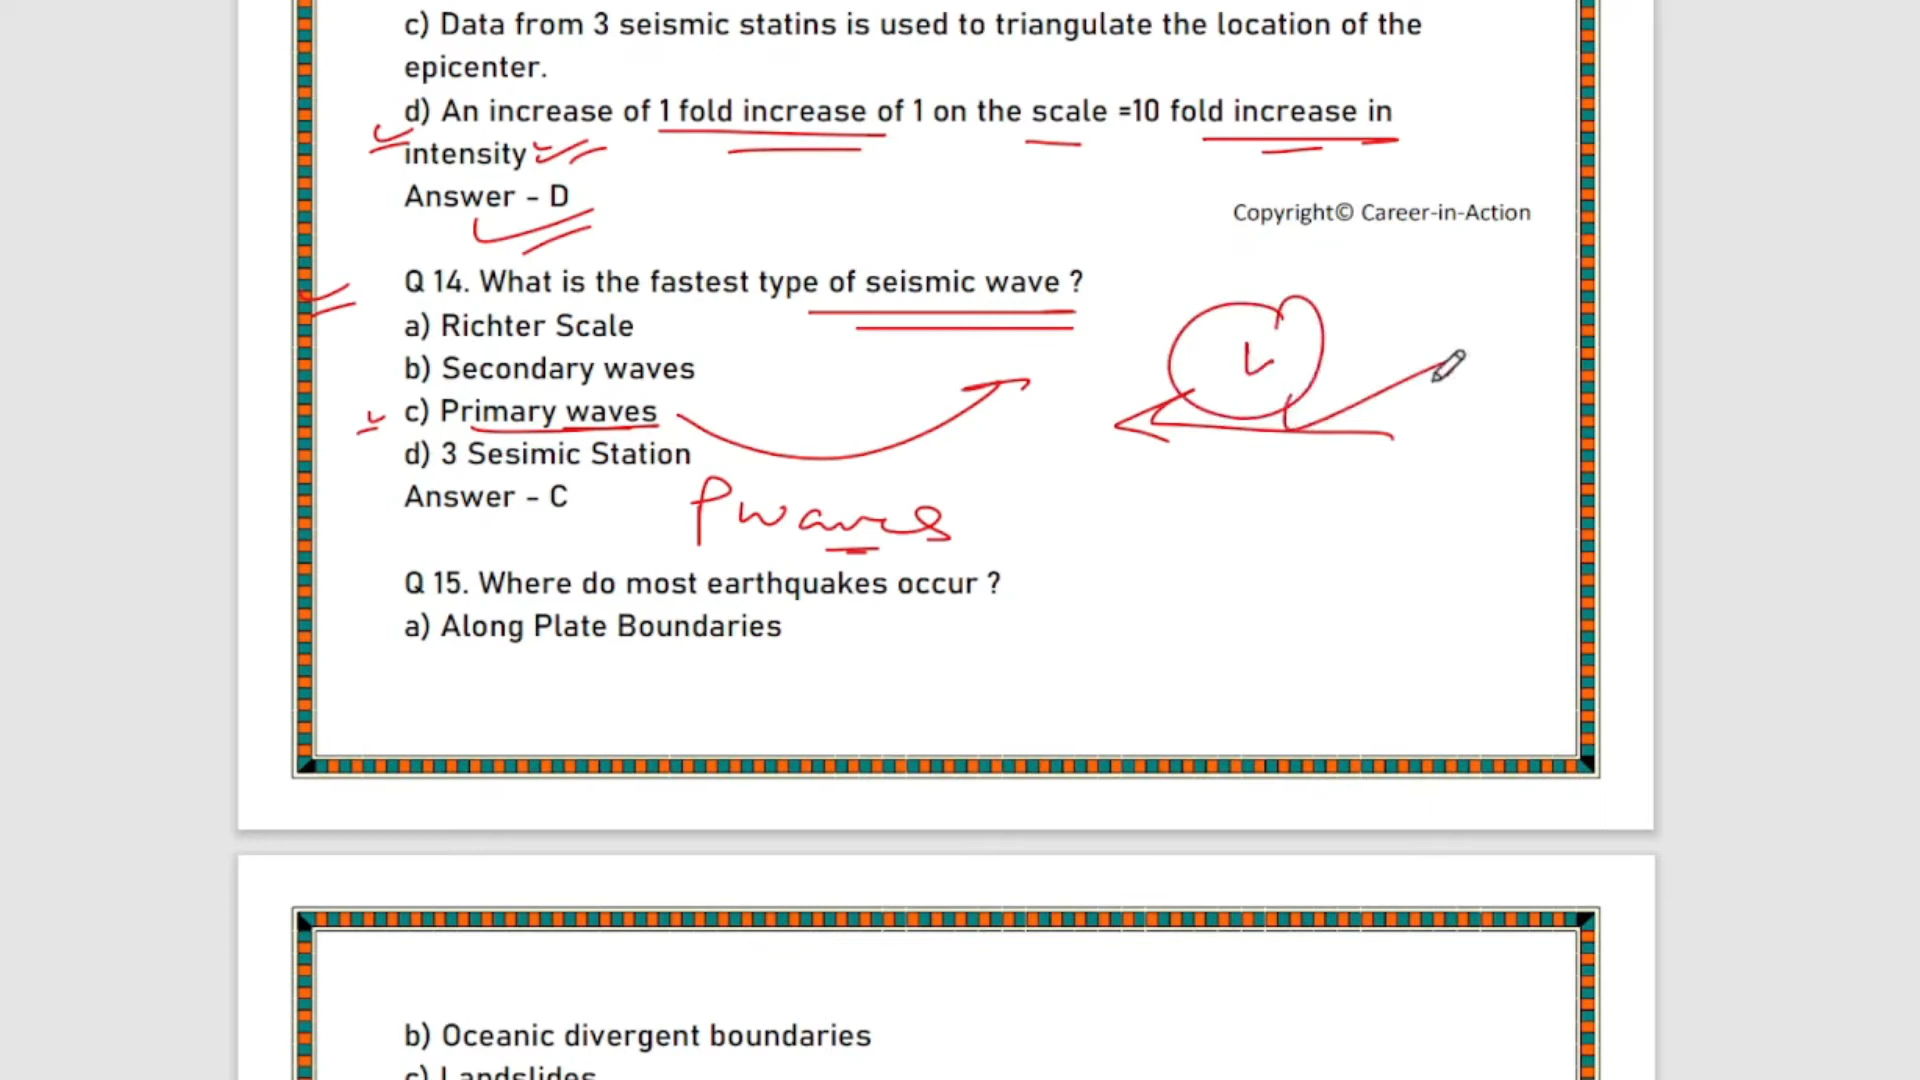 c) Data from 3 seismic statins is used to triangulate the location of the
epicenter.
d) An increase of 1 fold increase of 1 on the scale =10 fold increase in
intensity
Answer - D
Copyright© Career-in-Action
Q 14. What is the fastest type of seismic wave ?
a) Richter Scale
b) Secondary waves
c) Primary waves
d) 3 Sesimic Station
Answer - C
P waves
Q 15. Where do most earthquakes occur ?
a) Along Plate Boundaries
b) Oceanic divergent boundaries
c) Landslides